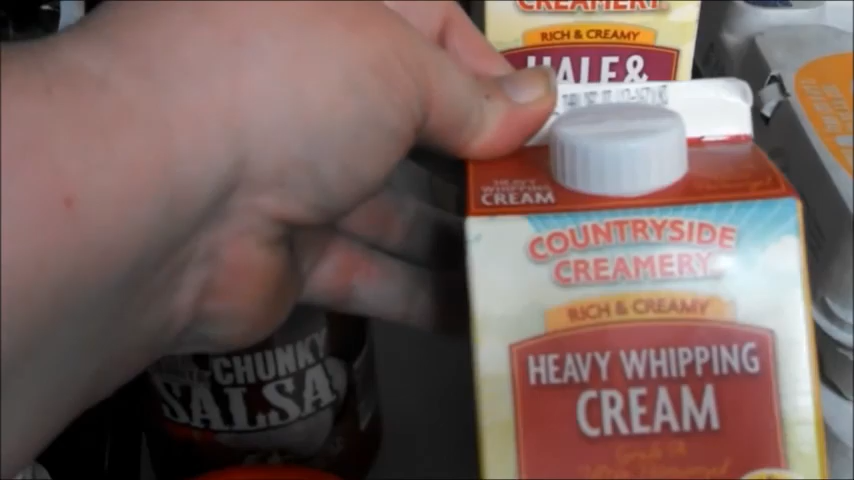 CREAMERY
RICH & CREAMY
HALF &
HEAVY
WHIPPING
CREAM
COUNTRYSIDE
CREAMERY
RICH & CREAMY
HEAVY WHIPPING
CREAM
CHUNKY
SALSA